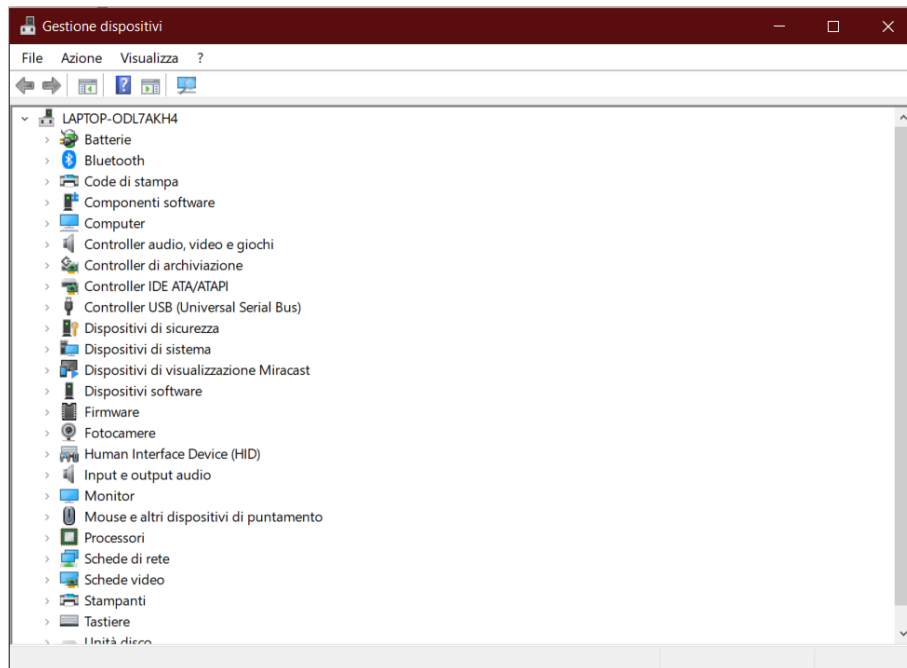 Gestione dispositivi
File Azione Visualizza ?
LAPTOP-ODL7AKH4
Batterie
Bluetooth
Code di stampa
Componenti software
Computer
Controller audio, video e giochi
Controller di archiviazione
Controller IDE ATA/ATAPI
Controller USB (Universal Serial Bus)
Dispositivi di sicurezza
Dispositivi di sistema
Dispositivi di visualizzazione Miracast
Dispositivi software
Firmware
Fotocamere
Human Interface Device (HID)
Input e output audio
Monitor
Mouse e altri dispositivi di puntamento
Processori
Schede di rete
Schede video
Stampanti
Tastiere
Unità disco